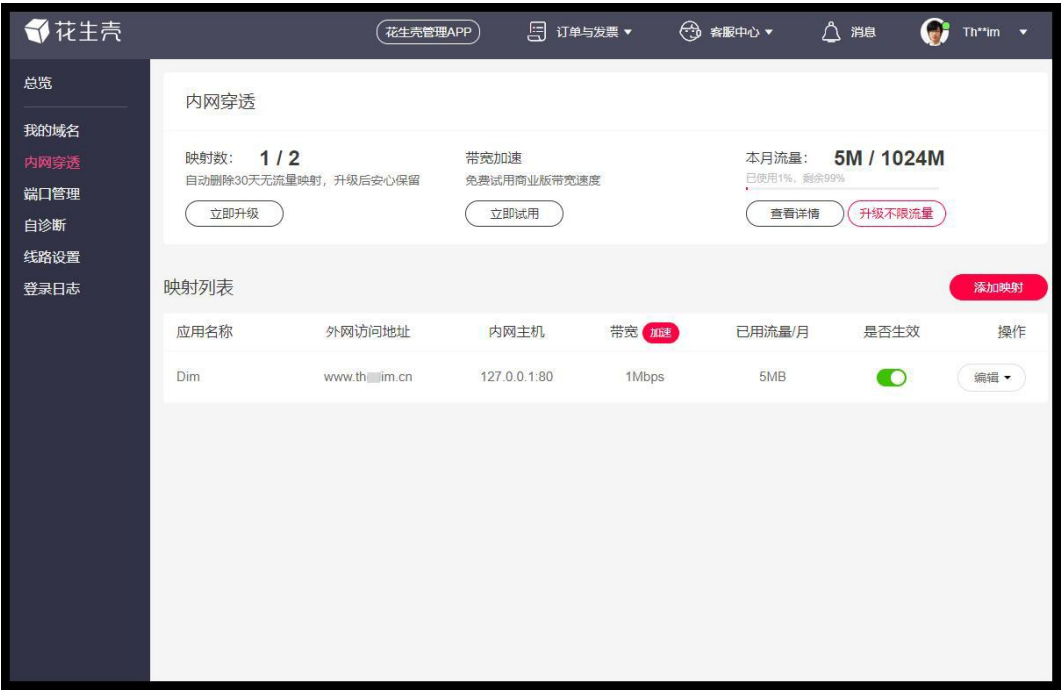 花生壳
花生壳管理APP
订单与发票
客服中心
消息
Th**im
总览
我的域名
内网穿透
端口管理
自诊断
线路设置
登录日志
内网穿透
映射数: 1 / 2
自动删除30天无流量映射，升级后安心保留
立即升级
带宽加速
免费试用商业版带宽速度
立即试用
本月流量: 5M / 1024M
已使用1%，剩余99%
查看详情
升级不限流量
映射列表
添加映射
应用名称 外网访问地址 内网主机 带宽 加速 已用流量/月 是否生效 操作
Dim www.th im.cn 127.0.0.1:80 1Mbps 5MB 编辑